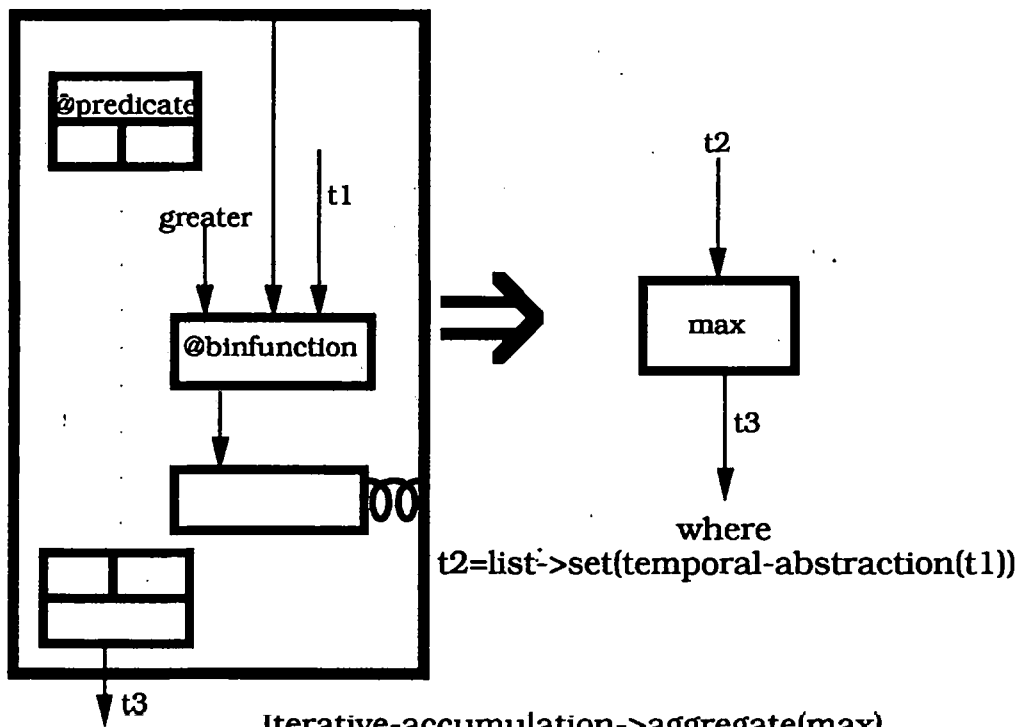 @predicate
t1
greater
@binfunction
t3
t2
max
t3
where
t2=list->set(temporal-abstraction(t1))
Iterative-accumulation->aggregate(max)